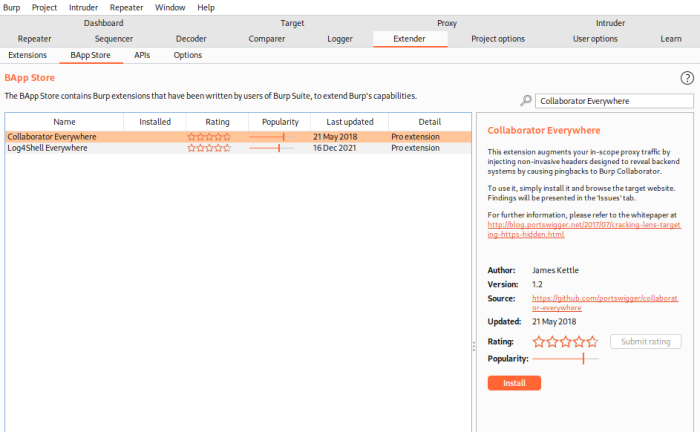 Burp Project Intruder Repeater Window Help
Dashboard Target Proxy Intruder
Repeater Sequencer Decoder Comparer Logger Extender Project options User options Learn
Extensions BApp Store APIs Options
BApp Store
?
The BApp Store contains Burp extensions that have been written by users of Burp Suite, to extend Burp's capabilities.
Collaborator Everywhere
Name Installed Rating Popularity Last updated Detail
Collaborator Everywhere 21 May 2018 Pro extension
Log4Shell Everywhere 16 Dec 2021 Pro extension
Collaborator Everywhere
This extension augments your in-scope proxy traffic by
injecting non-invasive headers designed to reveal backend
systems by causing pingbacks to Burp Collaborator.
To use it, simply install it and browse the target website.
Findings will be presented in the 'Issues' tab.
For further information, please refer to the whitepaper at
http://blog.portswigger.net/2017/07/cracking-lens-target
ing-https-hidden.html
Author: James Kettle
Version: 1.2
Source: https://github.com/portswigger/collaborat
or-everywhere
Updated: 21 May 2018
Rating: Submit rating
Popularity:
Install